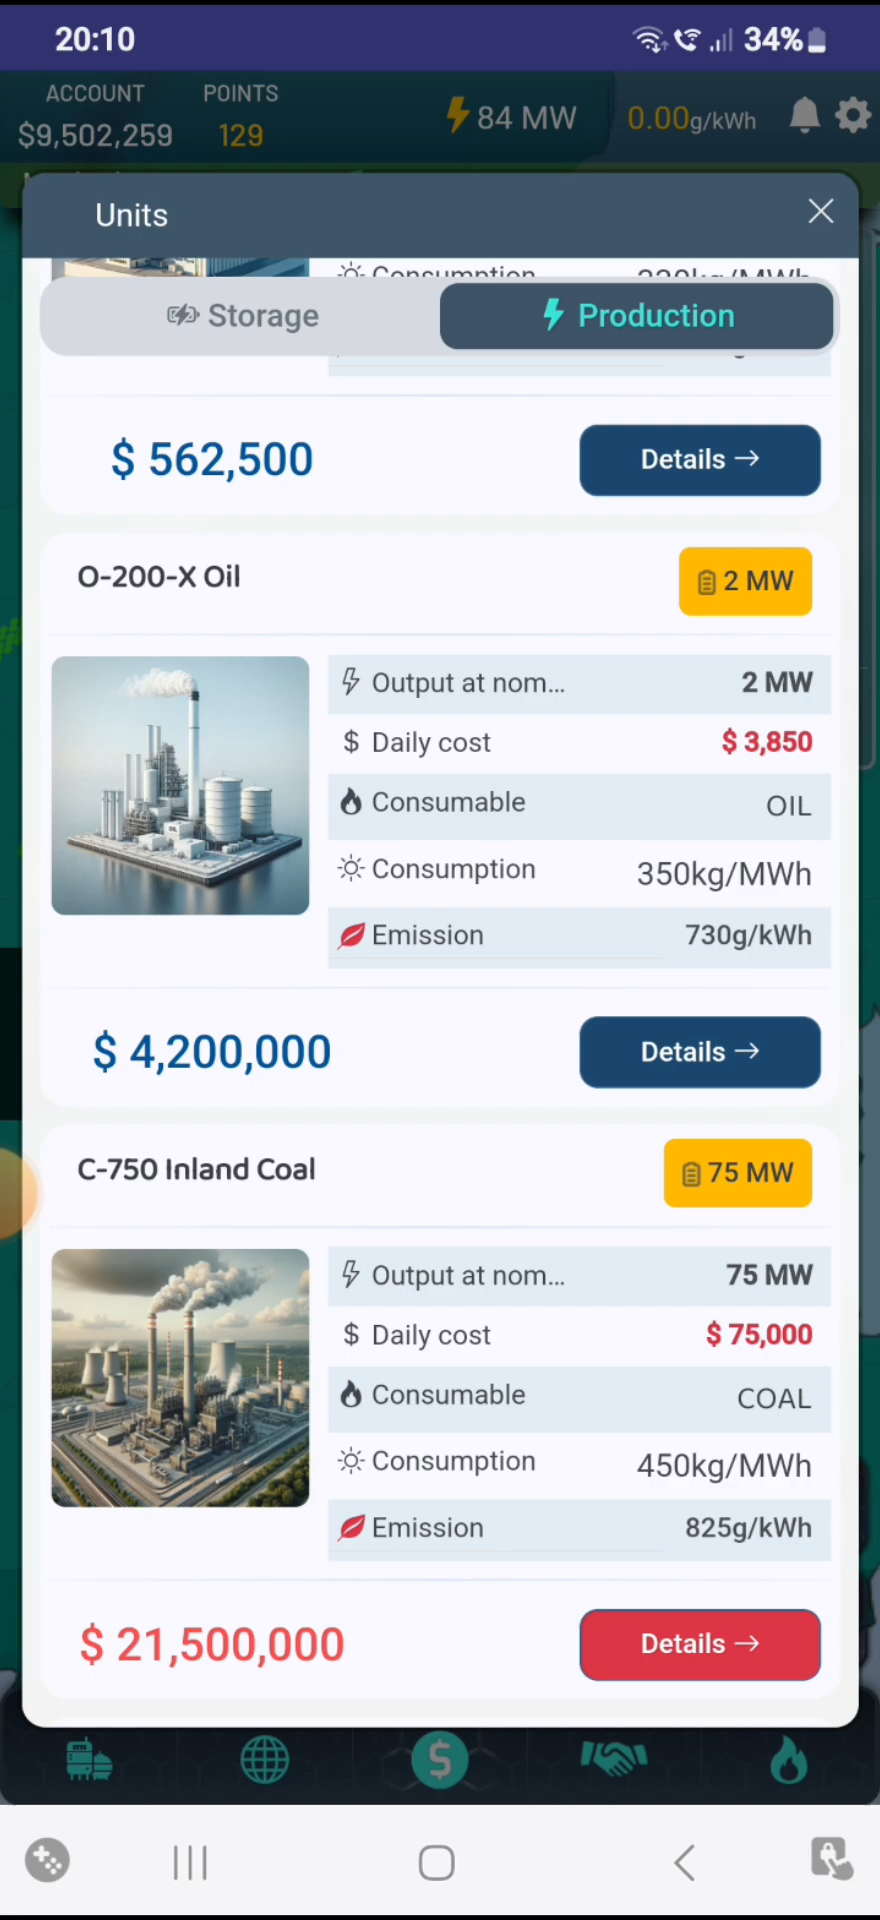 20:10 34%
ACCOUNT POINTS
$9,502,259 129 84 MW 0.00g/kWh
Units
Consumption
Storage Production
$ 562,500 Details →
O-200-X Oil 2 MW
Output at nom... 2 MW
$ Daily cost $ 3,850
Consumable OIL
Consumption 350kg/MWh
Emission 730g/kWh
$ 4,200,000 Details →
C-750 Inland Coal 75 MW
Output at nom... 75 MW
$ Daily cost $ 75,000
Consumable COAL
Consumption 450kg/MWh
Emission 825g/kWh
$ 21,500,000 Details →